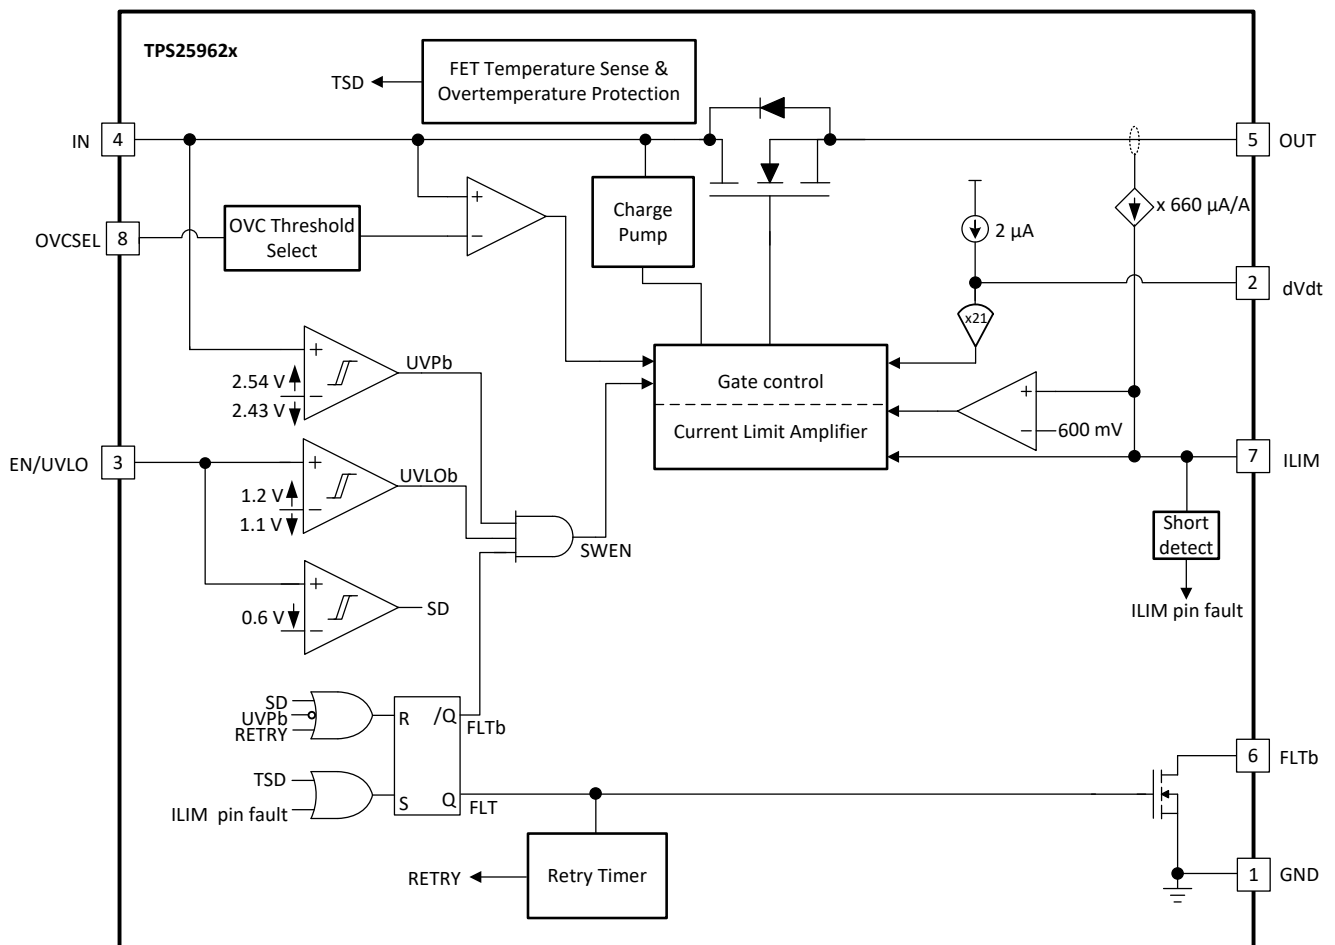 TPS25962x
FET Temperature Sense &
Overtemperature Protection
TSD
IN
4
5
OUT
+
−
Charge
Pump
x 660 µA/A
OVCSEL
8
OVC Threshold
Select
2 µA
2
dVdt
x21
+
−
2.54 V
2.43 V
UVPb
Gate control
Current Limit Amplifier
+
−
600 mV
EN/UVLO
3
7
ILIM
+
−
1.2 V
1.1 V
UVLOb
Short
detect
SWEN
+
−
0.6 V
SD
ILIM pin fault
SD
UVPb
RETRY
R
/Q
FLTb
6
FLTb
TSD
ILIM pin fault
S
Q
FLT
RETRY
Retry Timer
1
GND